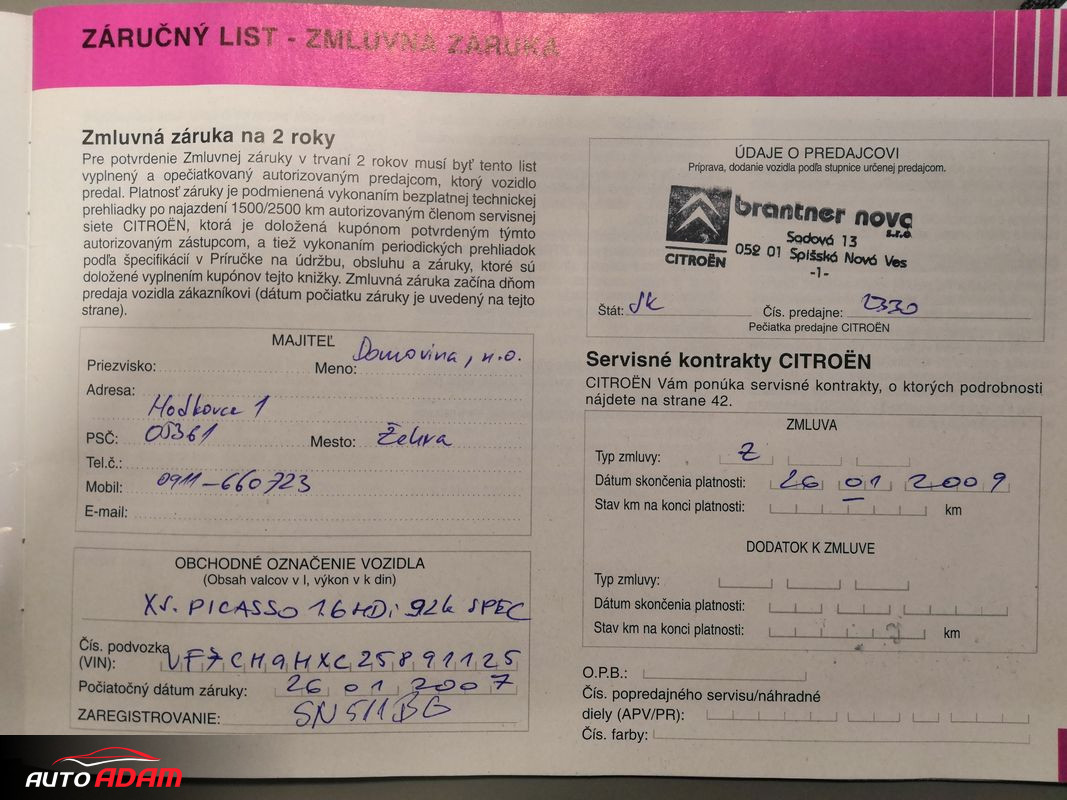 ZÁRUČNÝ LIST - ZMLUVNÁ ZÁRUKA
Zmluvná záruka na 2 roky
Pre potvrdenie Zmluvnej záruky v trvaní 2 rokov musí byť tento list
vyplnený a opečiatkovaný autorizovaným predajcom, ktorý vozidlo
predal. Platnosť záruky je podmienená vykonaním bezplatnej technickej
prehliadky po najazdení 1500/2500 km autorizovaným členom servisnej
siete CITROËN, ktorá je doložená kupónom potvrdeným týmto
autorizovaným zástupcom, a tiež vykonaním periodických prehliadok
podľa špecifikácií v Príručke na údržbu, obsluhu a záruky, ktoré sú
doložené vyplnením kupónov tejto knižky. Zmluvná záruka začína dňom
predaja vozidla zákazníkovi (dátum počiatku záruky je uvedený na tejto
strane).
MAJITEĽ
Priezvisko: Meno: Domovina, n.o.
Adresa:
Hodkovce 1
PSČ: 05361 Mesto: Žehra
Tel.č.:
Mobil: 0911-660723
E-mail:
OBCHODNÉ OZNAČENIE VOZIDLA
(Obsah valcov v l, výkon v k din)
XS. PICASSO 1.6 HDi 92k SPEC
Čís. podvozka
(VIN): VF7CH9HXC25891125
Počiatočný dátum záruky: 26 01 2007
ZAREGISTROVANIE: SN511BG
ÚDAJE O PREDAJCOVI
Príprava, dodanie vozidla podľa stupnice určenej predajcom.
brantner nova
s.r.o.
Sadová 13
052 01 Spišská Nová Ves
-1-
CITROËN
Štát: SK Čís. predajne: 2330
Pečiatka predajne CITROËN
Servisné kontrakty CITROËN
CITROËN Vám ponúka servisné kontrakty, o ktorých podrobnosti
nájdete na strane 42.
ZMLUVA
Typ zmluvy: Z
Dátum skončenia platnosti: 26 01 2009
Stav km na konci platnosti: km
DODATOK K ZMLUVE
Typ zmluvy:
Dátum skončenia platnosti:
Stav km na konci platnosti: km
O.P.B.:
Čís. popredajného servisu/náhradné
diely (APV/PR):
Čís. farby:
AUTO ADAM